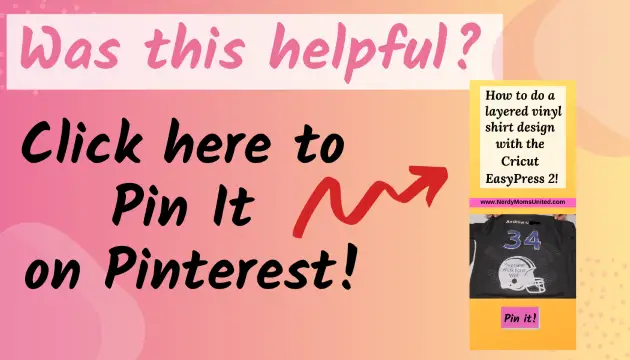 Was this helpful?
Click here to
Pin It
on Pinterest!
How to do a
layered vinyl
shirt design
with the
Cricut
EasyPress 2!
www.NerdyMomsUnited.com
34
Pin it!